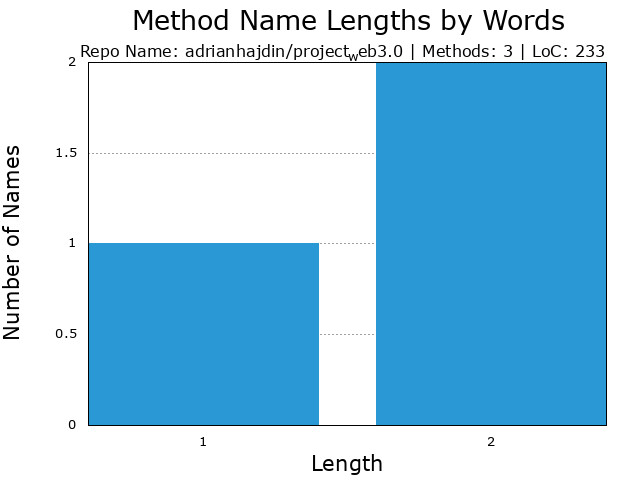 Method Name Lengths by Words
Repo Name: adrianhajdin/projectweb3.0 | Methods: 3 | LoC: 233
2
1.5
1
0.5
0
Number of Names
1 2
Length